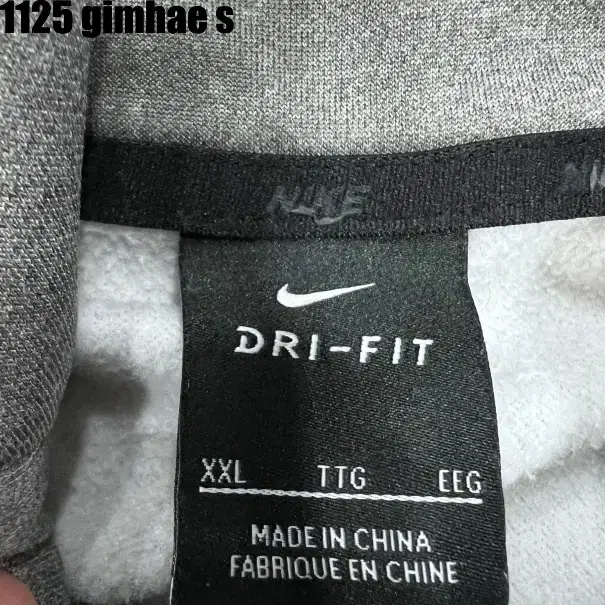 1125 gimhae s
NIKE
DRI-FIT
XXL TTG EEG
MADE IN CHINA
FABRIQUE EN CHINE